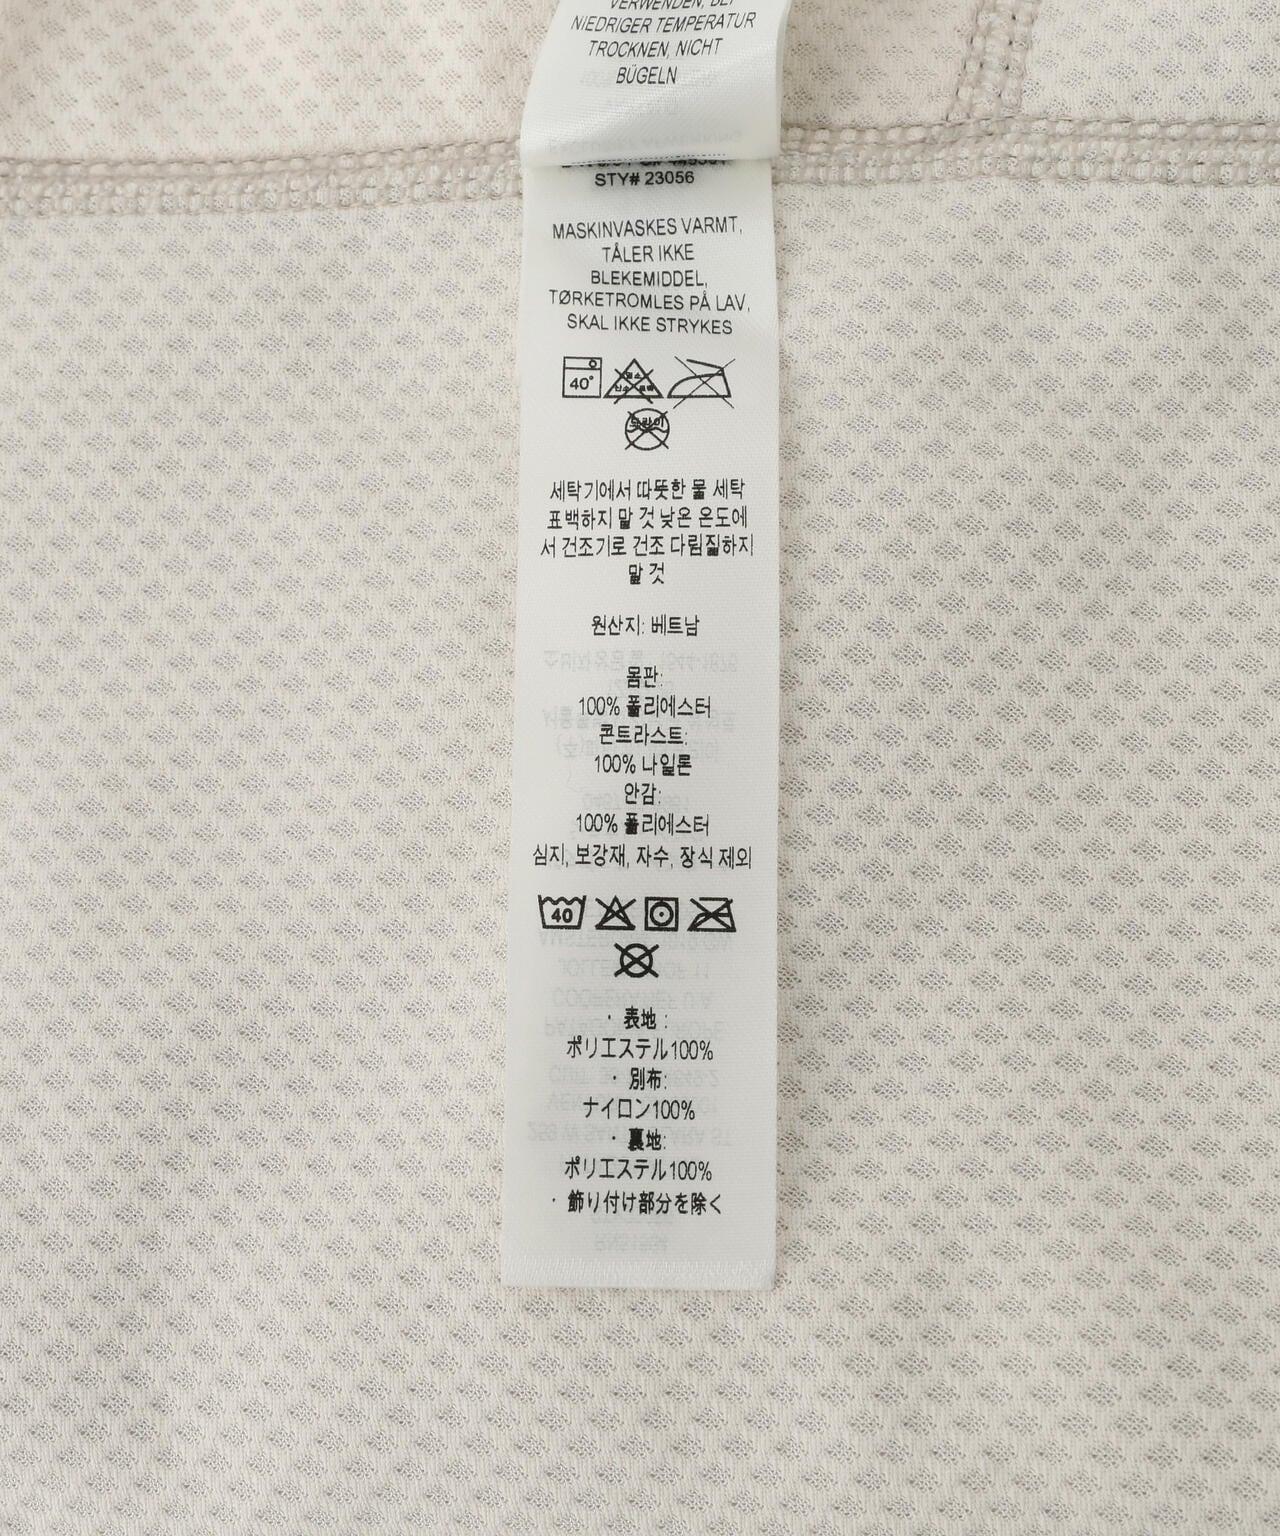 VERWENDEN, BEI
NIEDRIGER TEMPERATUR
TROCKNEN, NICHT
BÜGELN
STY# 23056
MASKINVASKES VARMT,
TÅLER IKKE
BLEKEMIDDEL,
TØRKETROMLES PÅ LAV,
SKAL IKKE STRYKES
40°
세탁기에서 따뜻한 물 세탁
표백하지 말 것 낮은 온도에
서 건조기로 건조 다림질하지
말 것
원산지: 베트남
몸판:
100% 폴리에스터
콘트라스트:
100% 나일론
안감:
100% 폴리에스터
심지, 보강재, 자수, 장식 제외
40
・表地 :
ポリエステル100%
・別布:
ナイロン100%
・裏地:
ポリエステル100%
・飾り付け部分を除く